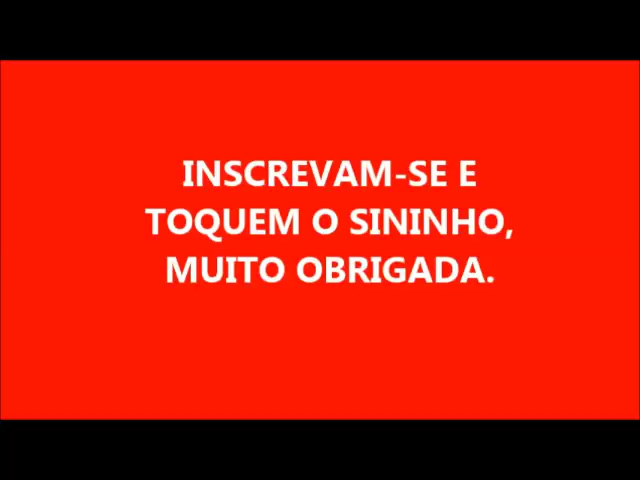 INSCREVAM-SE E
TOQUEM O SININHO,
MUITO OBRIGADA.